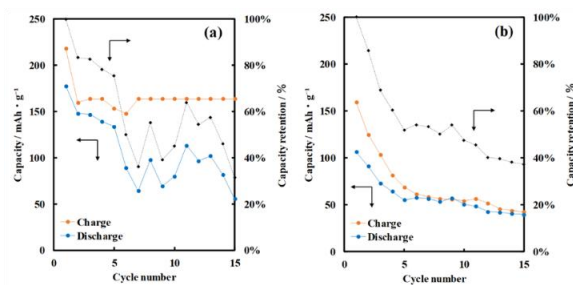 (a)
250
200
150
100
50
0
Capacity / mAh・g⁻¹
100%
80%
60%
40%
20%
0%
Capacity retention / %
Charge
Discharge
0
5
10
15
Cycle number
(b)
250
200
150
100
50
0
Capacity / mAh・g⁻¹
100%
80%
60%
40%
20%
0%
Capacity retention / %
Charge
Discharge
0
5
10
15
Cycle number